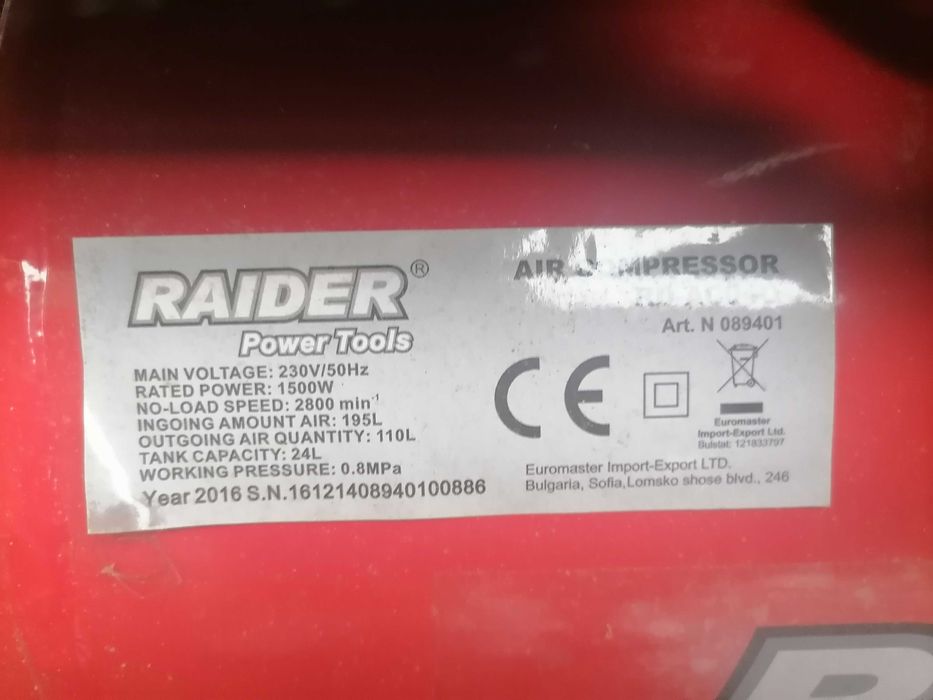 RAIDER®
Power Tools
MAIN VOLTAGE: 230V/50Hz
RATED POWER: 1500W
NO-LOAD SPEED: 2800 min⁻¹
INGOING AMOUNT AIR: 195L
OUTGOING AIR QUANTITY: 110L
TANK CAPACITY: 24L
WORKING PRESSURE: 0.8MPa
Year 2016 S.N.16121408940100886
AIR COMPRESSOR
Art. N 089401
CE
Euromaster
Import-Export Ltd.
Bulstat: 121833797
Euromaster Import-Export LTD.
Bulgaria, Sofia, Lomsko shose blvd., 246